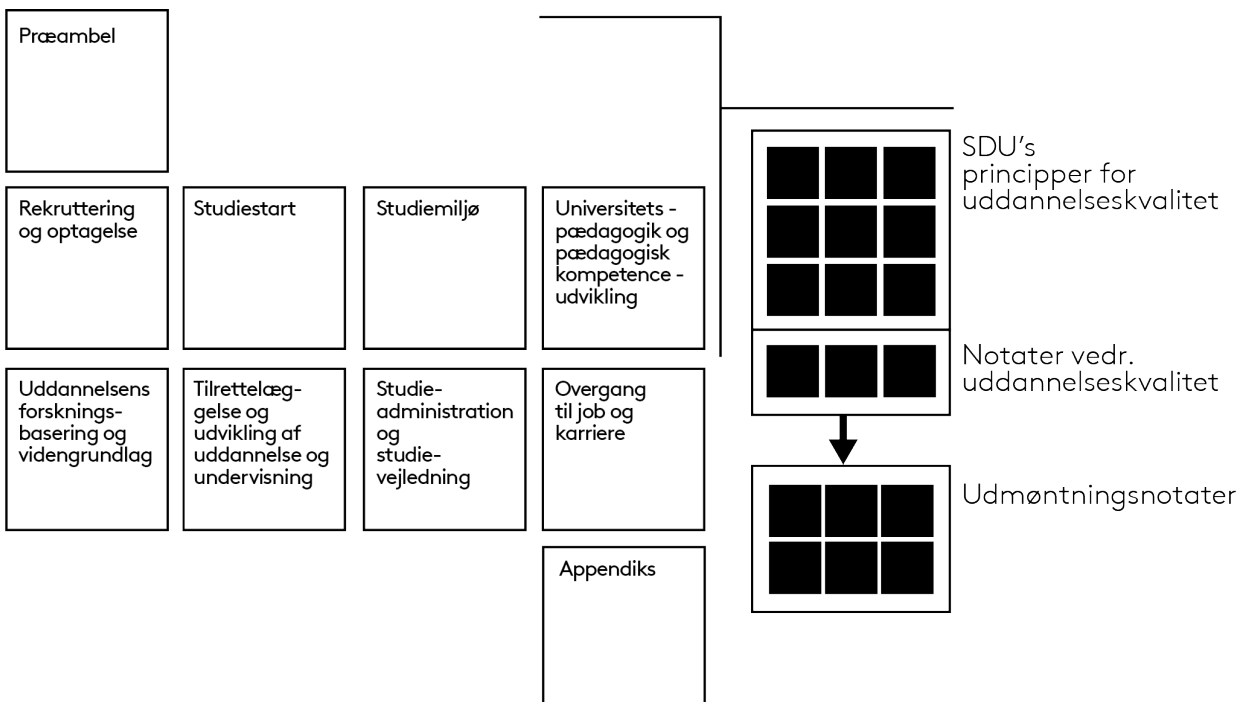 Præambel
Rekruttering
og optagelse
Studiestart
Studiemiljø
Universitets -
pædagogik og
pædagogisk
kompetence -
udvikling
Uddannelsens
forsknings-
basering og
videngrundlag
Tilrettelæg-
gelse og
udvikling af
uddannelse og
undervisning
Studie-
administration
og
studie-
vejledning
Overgang
til job og
karriere
Appendiks
SDU's
principper for
uddannelseskvalitet
Notater vedr.
uddannelseskvalitet
Udmøntningsnotater